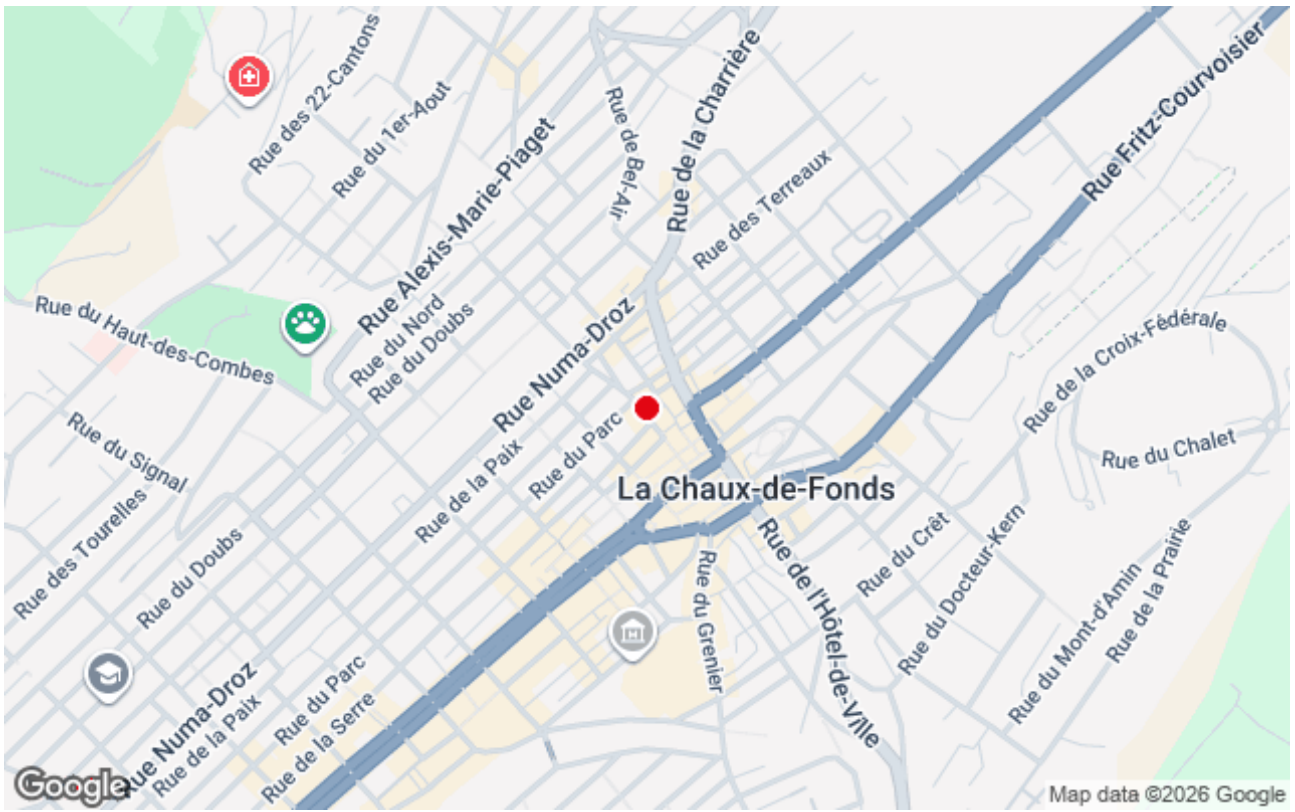 Rue des 22-Cantons
Rue du 1er-Aout
Rue de Bel-Air
Rue de la Charrière
Rue Fritz-Courvoisier
Rue Alexis-Marie-Piaget
Rue des Terreaux
Rue du Haut-des-Combes
Rue du Nord
Rue du Doubs
Rue Numa-Droz
Rue de la Croix-Fédérale
Rue du Signal
Rue de la Paix
Rue du Parc
Rue du Chalet
La Chaux-de-Fonds
Rue des Tourelles
Rue du Doubs
Rue du Grenier
Rue de l'Hôtel-de-Ville
Rue du Crêt
Rue du Docteur-Kern
Rue du Mont-d'Amin
Rue de la Prairie
Rue Numa-Droz
Rue de la Paix
Rue du Parc
Rue de la Serre
Google
Map data ©2026 Google